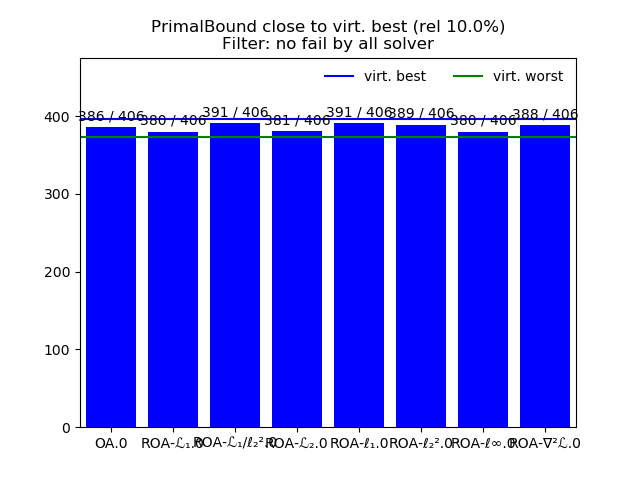 PrimalBound close to virt. best (rel 10.0%)
Filter: no fail by all solver
virt. best virt. worst
386 / 406 380 / 406 391 / 406 381 / 406 391 / 406 389 / 406 380 / 406 388 / 406
400
300
200
100
0
OA.0 ROA-ℒ₁.0 ROA-ℒ₁/ℓ₂².0 ROA-ℒ₂.0 ROA-ℓ₁.0 ROA-ℓ₂².0 ROA-ℓ∞.0 ROA-∇²ℒ.0